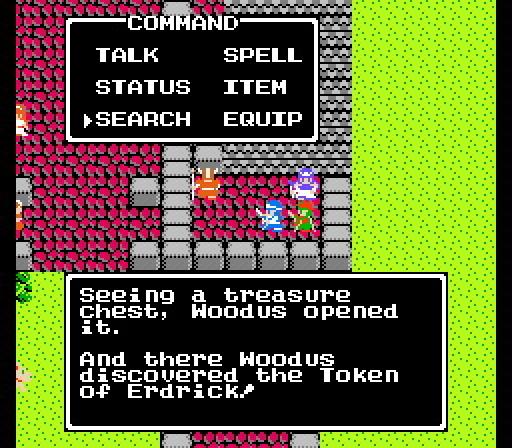 COMMAND
TALK SPELL
STATUS ITEM
SEARCH EQUIP
Seeing a treasure
chest, Woodus opened
it.
And there Woodus
discovered the Token
of Erdrick!